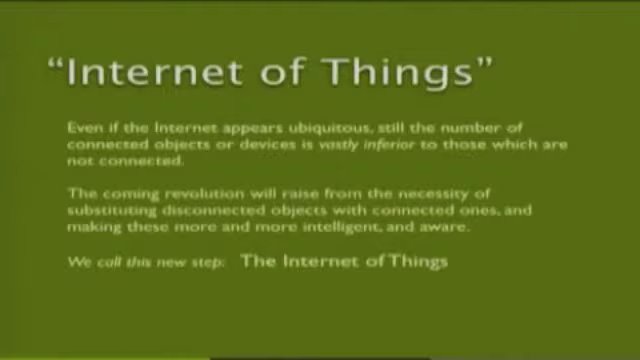 “Internet of Things”
Even if the Internet appears ubiquitous, still the number of
connected objects or devices is vastly inferior to those which are
not connected.
The coming revolution will raise from the necessity of
substituting disconnected objects with connected ones, and
making these more and more intelligent, and aware.
We call this new step: The Internet of Things